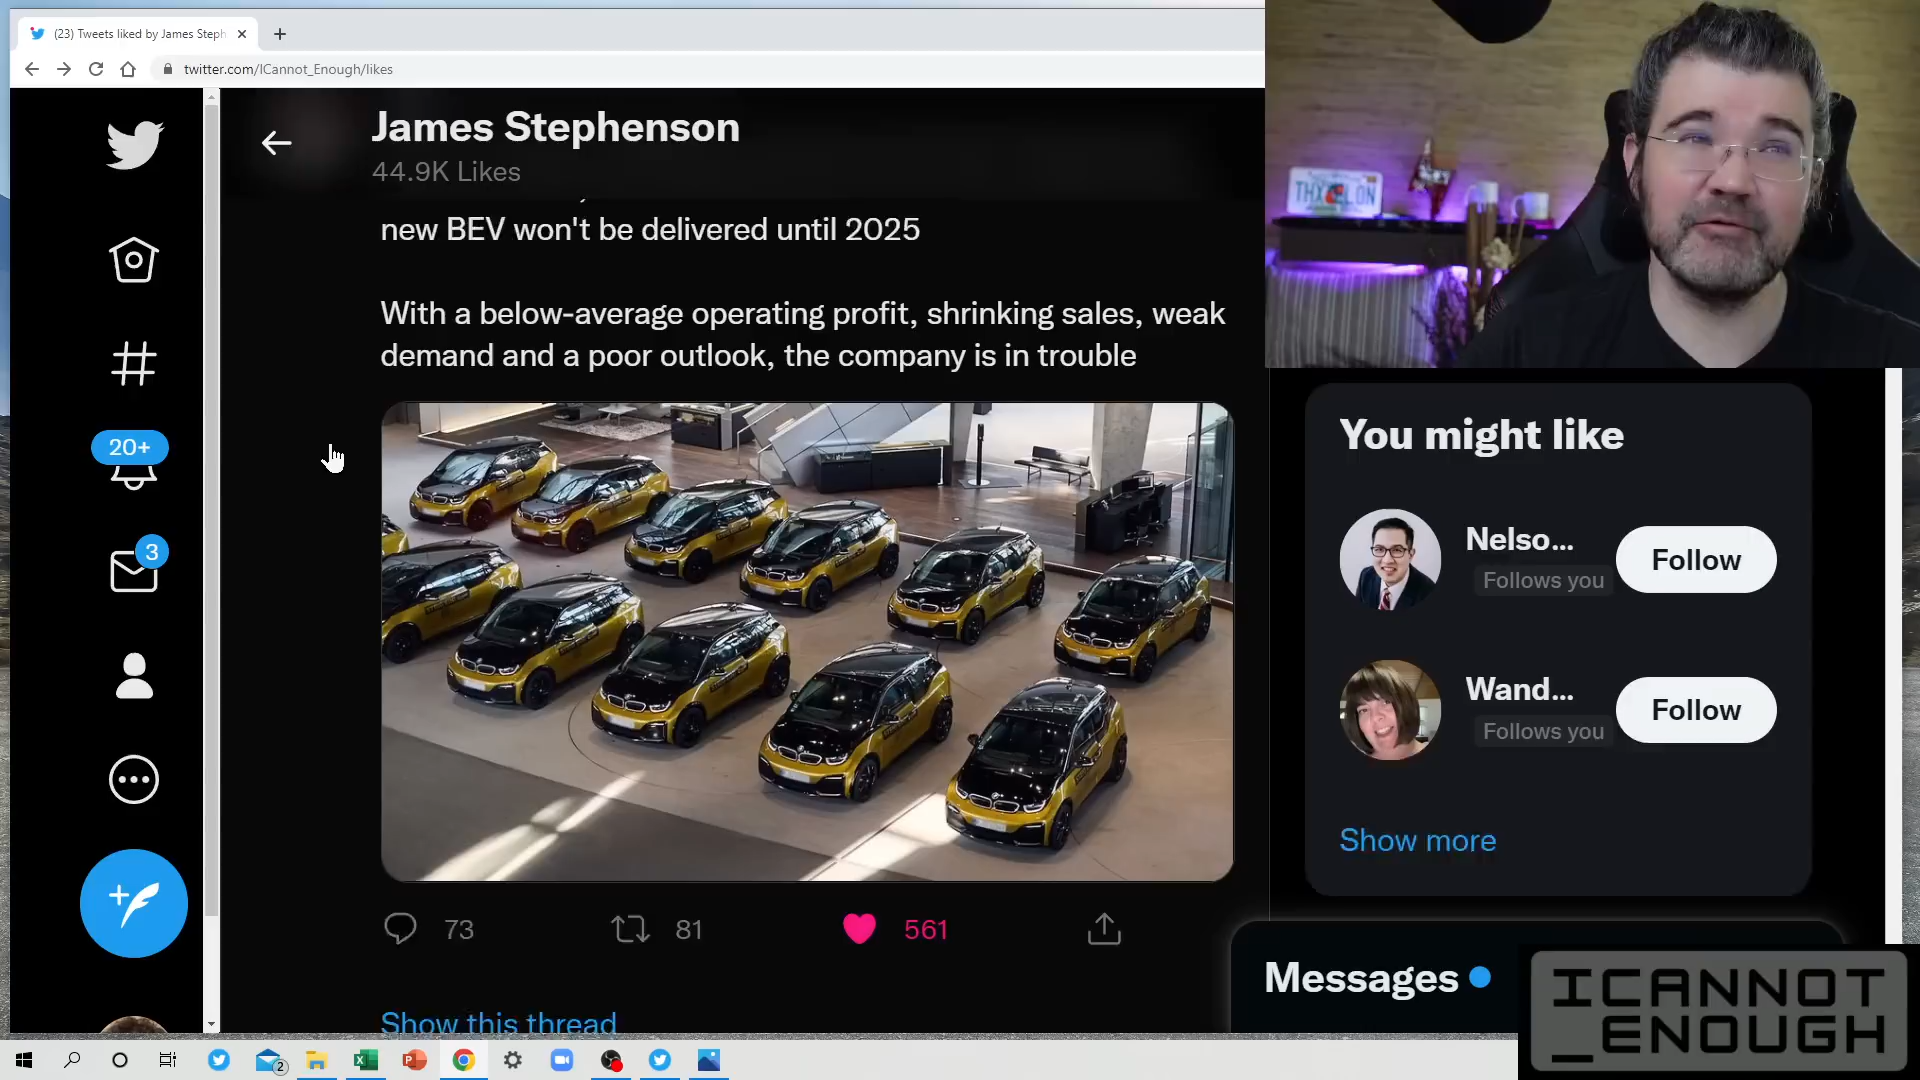 (23) Tweets liked by James Steph
twitter.com/ICannot_Enough/likes
James Stephenson
44.9K Likes
new BEV won't be delivered until 2025
With a below-average operating profit, shrinking sales, weak
demand and a poor outlook, the company is in trouble
20+
3
73
81
561
Show this thread
THX ELON
You might like
Nelso...
Follows you
Follow
Wand...
Follows you
Follow
Show more
Messages
ICANNOT
_ENOUGH
2